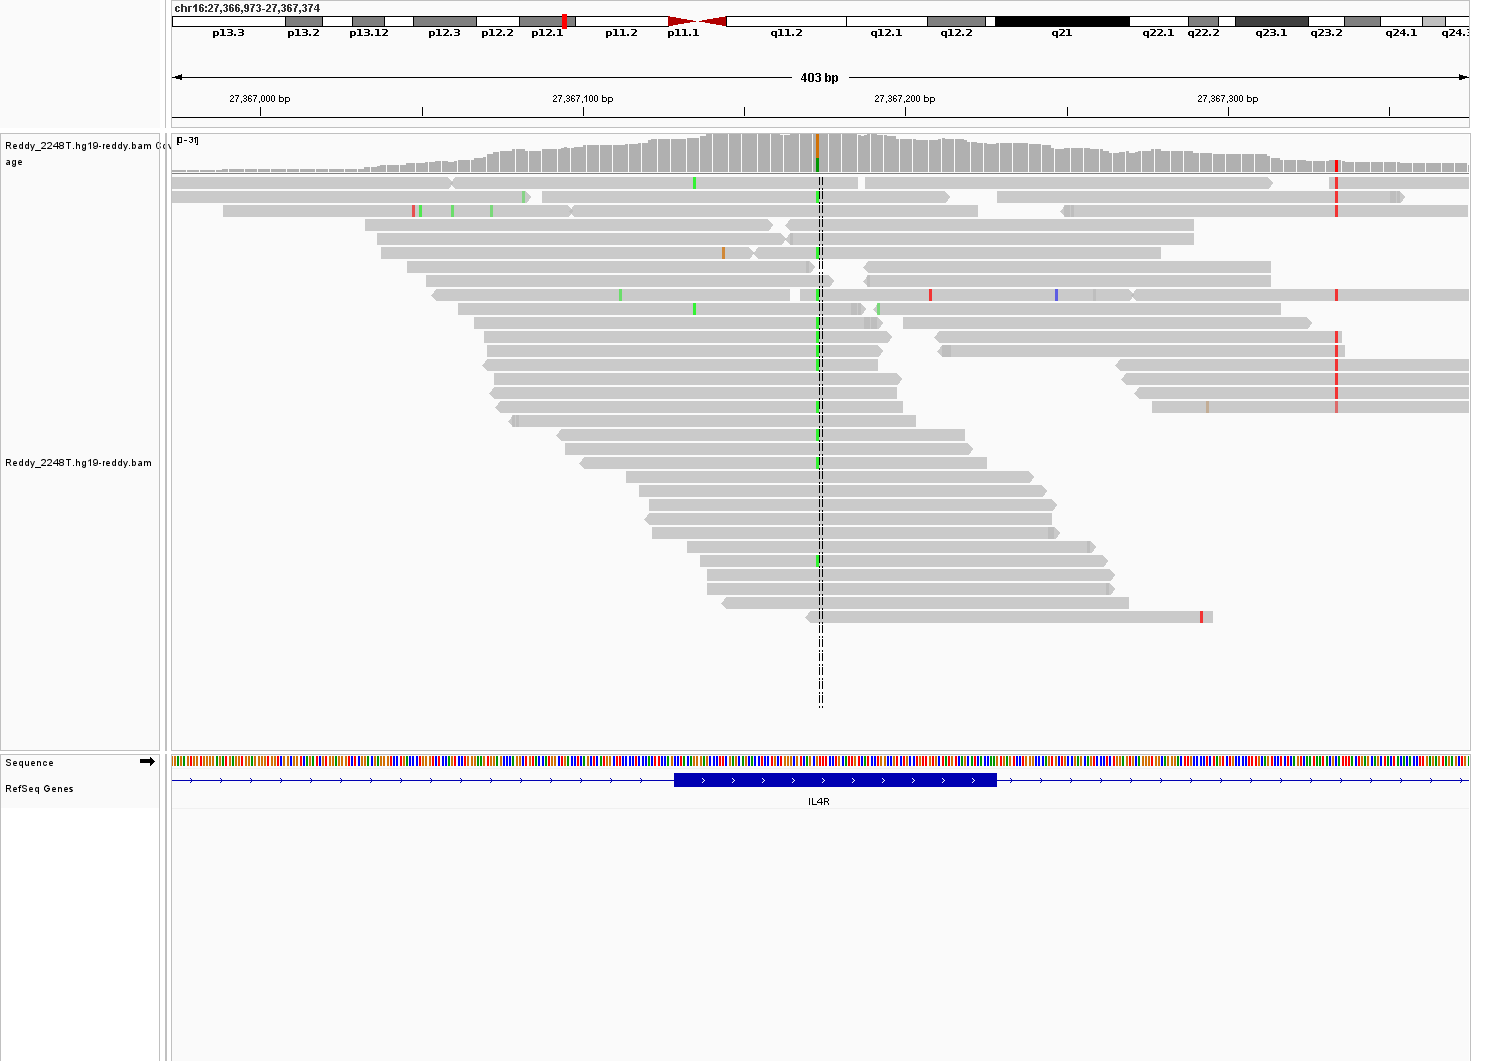 chr16:27,366,973-27,367,374
p13.3 p13.2 p13.12 p12.3 p12.2 p12.1 p11.2 p11.1 q11.2 q12.1 q12.2 q21 q22.1 q22.2 q23.1 q23.2 q24.1 q24.3
403 bp
27,367,000 bp 27,367,100 bp 27,367,200 bp 27,367,300 bp
[0-31]
Reddy_2248T.hg19-reddy.bam Cov
age
Reddy_2248T.hg19-reddy.bam
Sequence
RefSeq Genes
IL4R